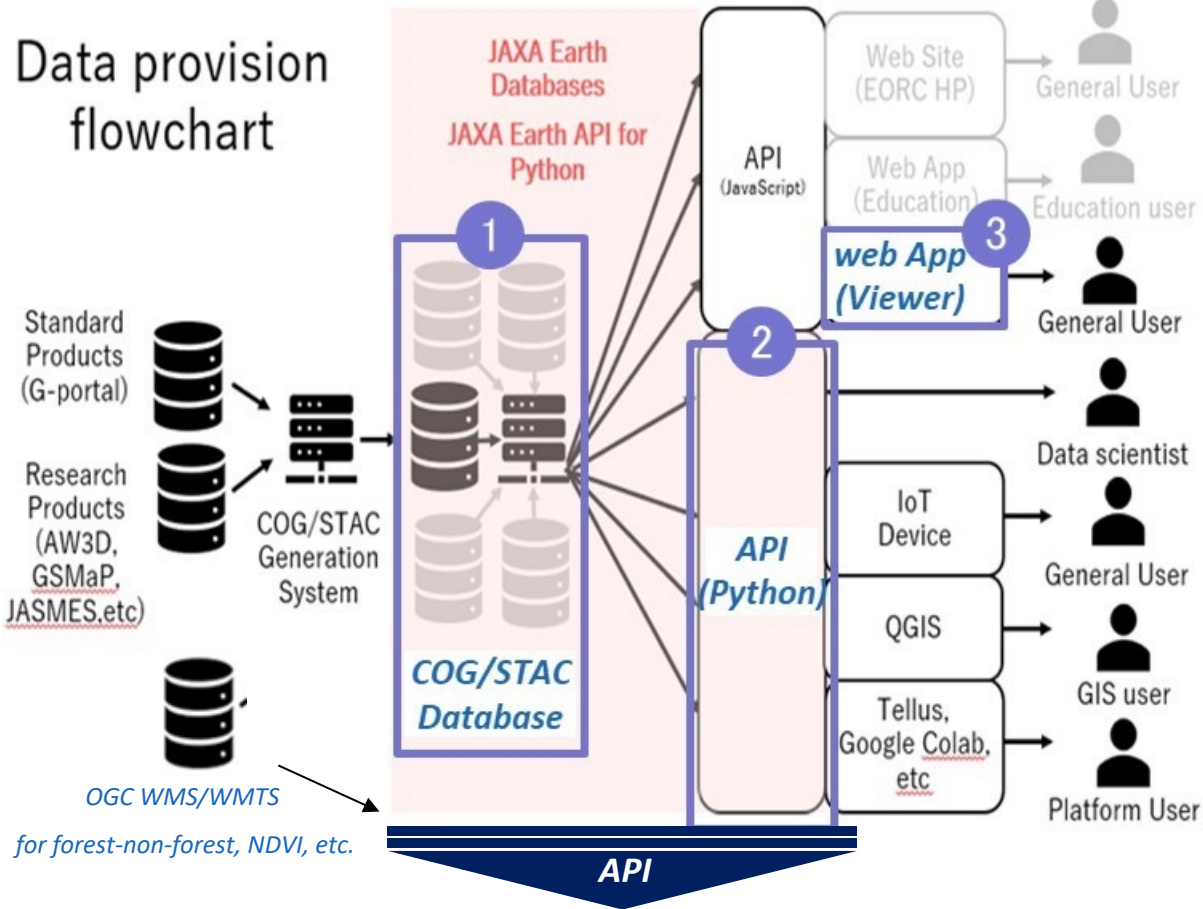 Data provision
flowchart
JAXA Earth
Databases
JAXA Earth API for
Python
1
COG/STAC
Database
Standard
Products
(G-portal)
Research
Products
(AW3D,
GSMaP,
JASMES,etc)
COG/STAC
Generation
System
OGC WMS/WMTS
for forest-non-forest, NDVI, etc.
API
API
(JavaScript)
2
API
(Python)
Web Site
(EORC HP)
General User
Web App
(Education)
Education user
3
web App
(Viewer)
General User
Data scientist
IoT
Device
General User
QGIS
GIS user
Tellus,
Google Colab,
etc
Platform User